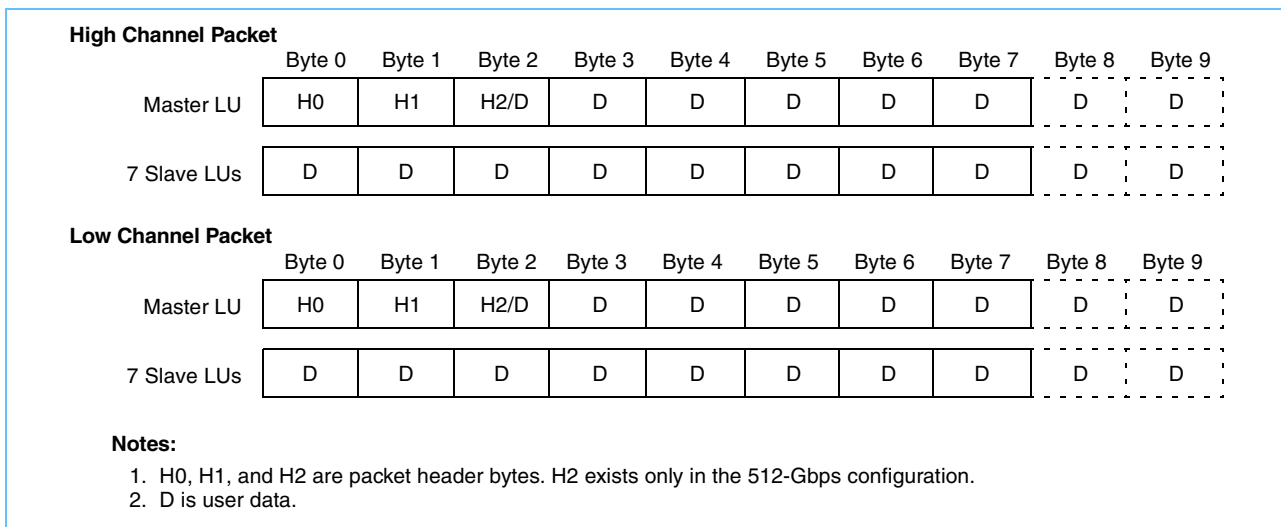 High Channel Packet
Byte 0 Byte 1 Byte 2 Byte 3 Byte 4 Byte 5 Byte 6 Byte 7 Byte 8 Byte 9
Master LU H0 H1 H2/D D D D D D D D
7 Slave LUs D D D D D D D D D D
Low Channel Packet
Byte 0 Byte 1 Byte 2 Byte 3 Byte 4 Byte 5 Byte 6 Byte 7 Byte 8 Byte 9
Master LU H0 H1 H2/D D D D D D D D
7 Slave LUs D D D D D D D D D D
Notes:
1. H0, H1, and H2 are packet header bytes. H2 exists only in the 512-Gbps configuration.
2. D is user data.